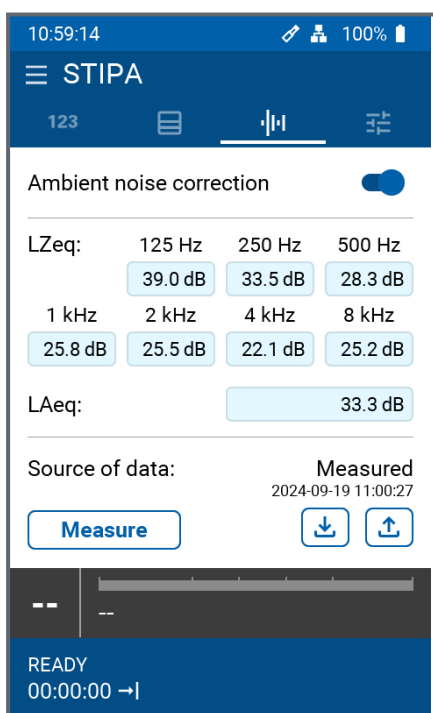 10:59:14 100%
STIPA
123
Ambient noise correction
LZeq: 125 Hz 250 Hz 500 Hz
39.0 dB 33.5 dB 28.3 dB
1 kHz 2 kHz 4 kHz 8 kHz
25.8 dB 25.5 dB 22.1 dB 25.2 dB
LAeq: 33.3 dB
Source of data: Measured
2024-09-19 11:00:27
Measure
--
--
READY
00:00:00